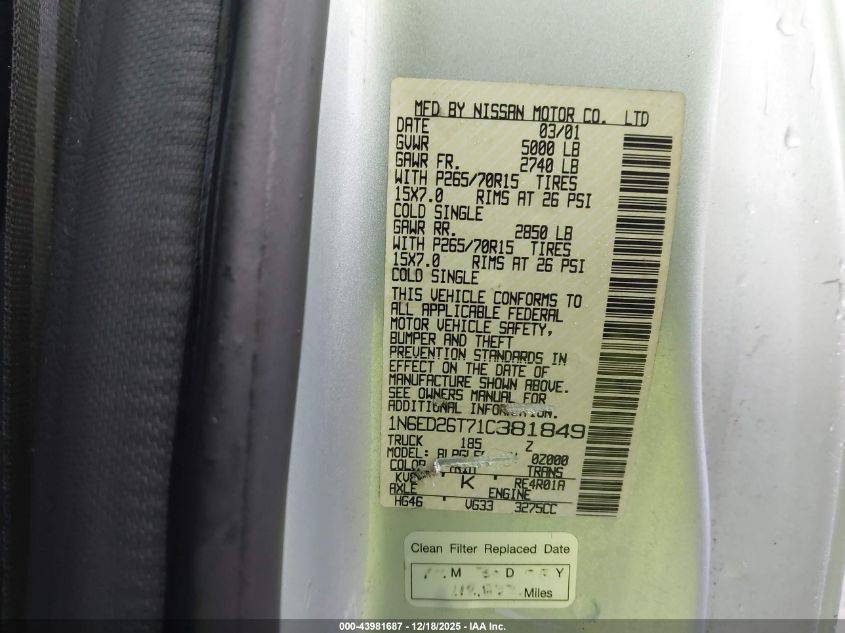 MFD BY NISSAN MOTOR CO. LTD
DATE 03/01
GVWR 5000 LB
GAWR FR. 2740 LB
WITH P265/70R15 TIRES
15X7.0 RIMS AT 26 PSI
COLD SINGLE
GAWR RR. 2850 LB
WITH P265/70R15 TIRES
15X7.0 RIMS AT 26 PSI
COLD SINGLE
THIS VEHICLE CONFORMS TO
ALL APPLICABLE FEDERAL
MOTOR VEHICLE SAFETY,
BUMPER AND THEFT
PREVENTION STANDARDS IN
EFFECT ON THE DATE OF
MANUFACTURE SHOWN ABOVE.
SEE OWNERS MANUAL FOR
ADDITIONAL INFORMATION.
1N6ED26T71C381849
TRUCK 185 Z
MODEL: 0Z000
COLOR TRIM TRANS
K RE4R01A
AXLE ENGINE
HG46 VG33 3275CC
Clean Filter Replaced Date
M D Y
Miles
000-43981687 - 12/18/2025 - IAA Inc.